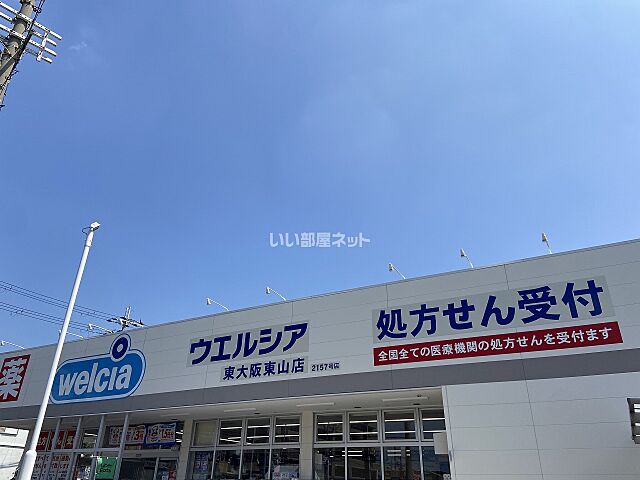 いい部屋ネット
処方せん受付
全国全ての医療機関の処方せんを受付ます
ウエルシア
東大阪東山店 2157号店
welcia
薬